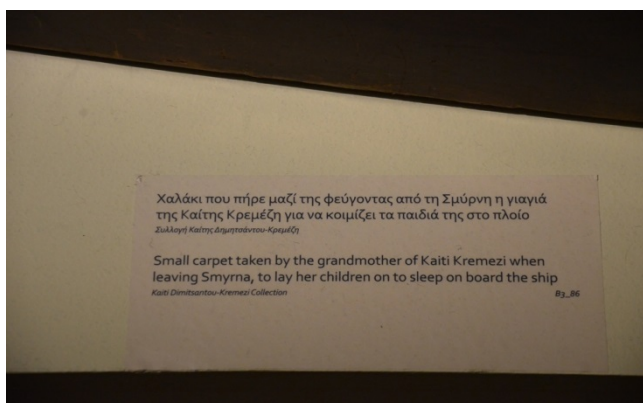 Χαλάκι που πήρε μαζί της φεύγοντας από τη Σμύρνη η γιαγιά
της Καίτης Κρεμέζη για να κοιμίζει τα παιδιά της στο πλοίο
Συλλογή Καίτης Δημητσάντου-Κρεμέζη
Small carpet taken by the grandmother of Kaiti Kremezi when
leaving Smyrna, to lay her children on to sleep on board the ship
Kaiti Dimitsantou-Kremezi Collection B3_86